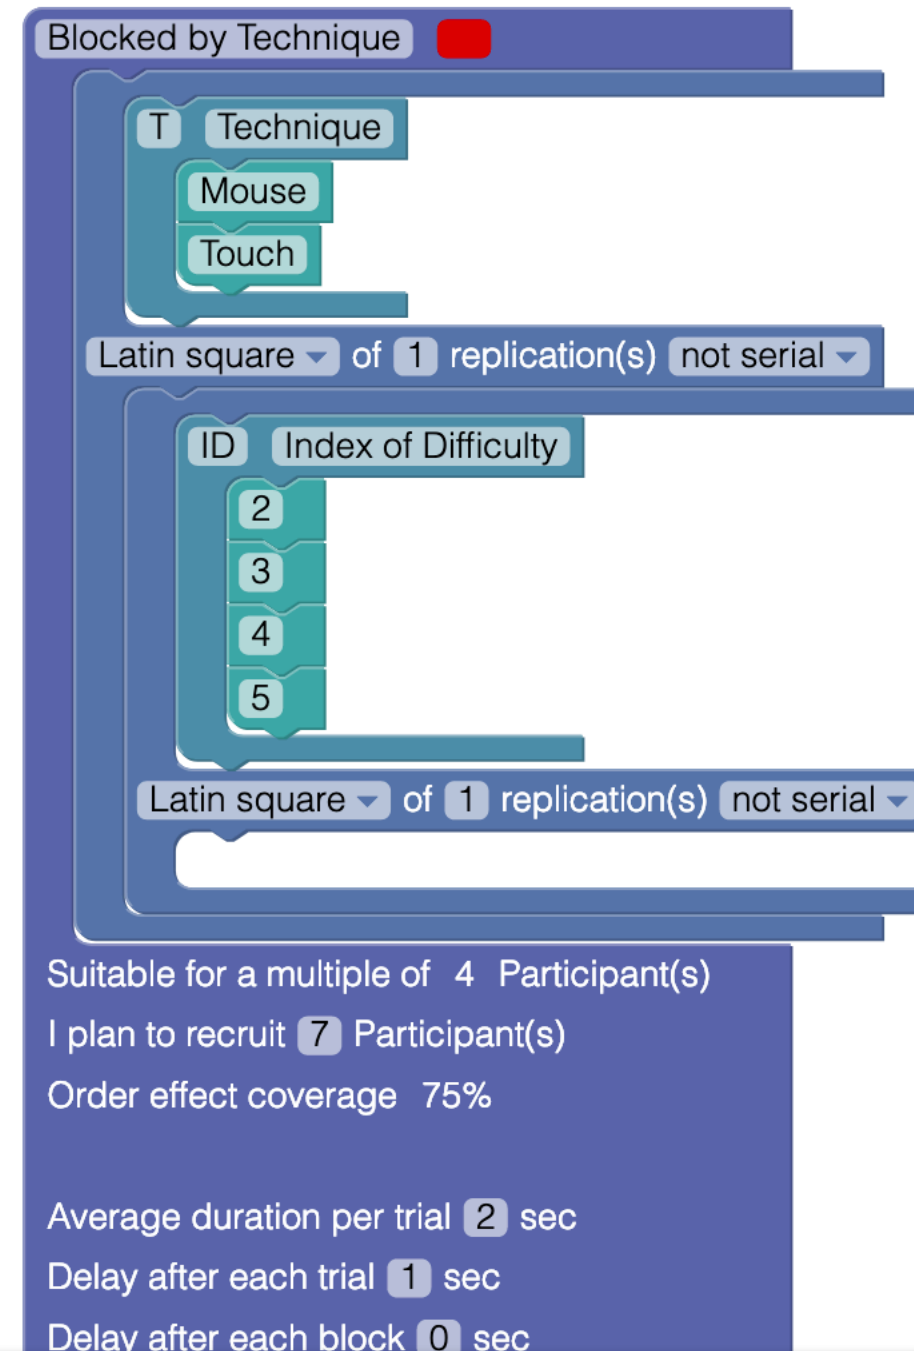 Blocked by Technique
T Technique
Mouse
Touch
Latin square of 1 replication(s) not serial
ID Index of Difficulty
2
3
4
5
Latin square of 1 replication(s) not serial
Suitable for a multiple of 4 Participant(s)
I plan to recruit 7 Participant(s)
Order effect coverage 75%
Average duration per trial 2 sec
Delay after each trial 1 sec
Delay after each block 0 sec